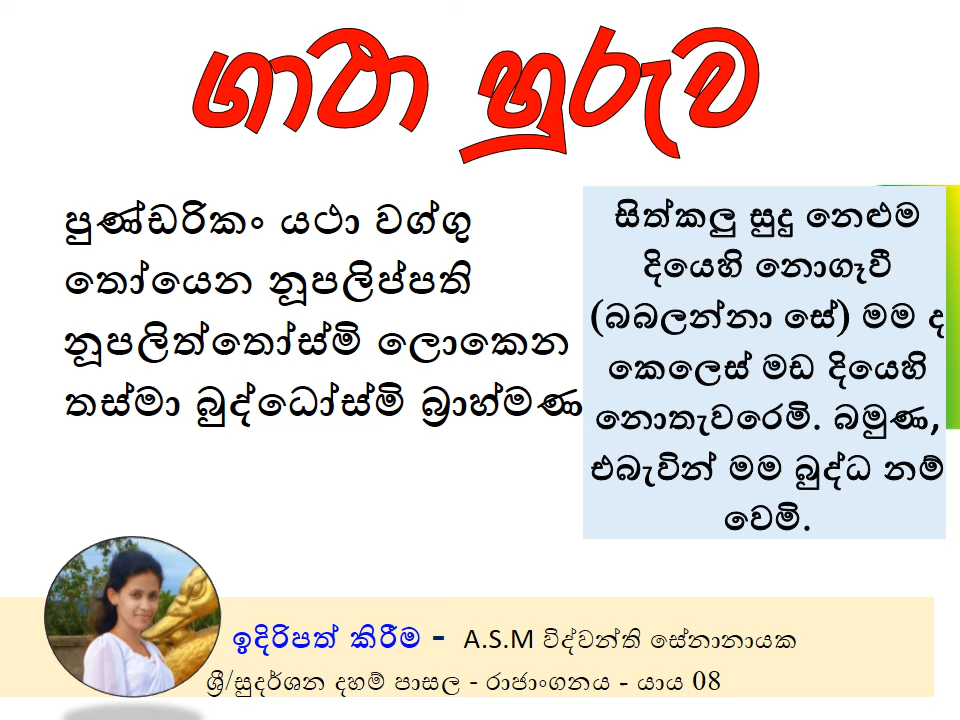 ගාථා හුරුව
පුණ්ඩරිකං යථා වග්ගු
තෝයෙන නූපලිප්පති
නූපලිත්තෝස්මි ලොකෙන
තස්මා බුද්ධෝස්මි බ්‍රාහ්මණ
සිත්කලු සුදු නෙළුම
දියෙහි නොගෑවී
(බබලන්නා සේ) මම ද
කෙලෙස් මඩ දියෙහි
නොතැවරෙමි. බමුණ,
එබැවින් මම බුද්ධ නම්
වෙමි.
ඉදිරිපත් කිරීම - A.S.M විද්වන්ති සේනානායක
ශ්‍රී/සුදර්ශන දහම් පාසල - රාජාංගනය - යාය 08